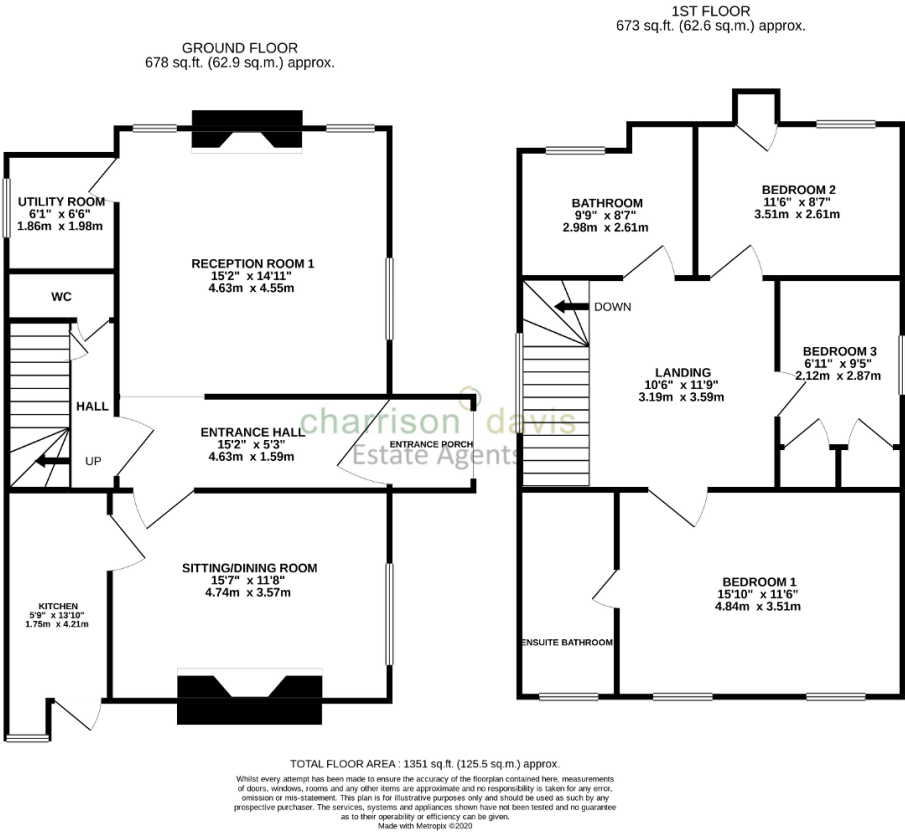 GROUND FLOOR
678 sq.ft. (62.9 sq.m.) approx.
1ST FLOOR
673 sq.ft. (62.6 sq.m.) approx.
UTILITY ROOM
6'1" x 6'6"
1.86m x 1.98m
RECEPTION ROOM 1
15'2" x 14'11"
4.63m x 4.55m
WC
HALL
UP
ENTRANCE HALL
15'2" x 5'3"
4.63m x 1.59m
ENTRANCE PORCH
SITTING/DINING ROOM
15'7" x 11'8"
4.74m x 3.57m
KITCHEN
5'9" x 13'10"
1.75m x 4.21m
BATHROOM
9'9" x 8'7"
2.98m x 2.61m
BEDROOM 2
11'6" x 8'7"
3.51m x 2.61m
DOWN
LANDING
10'6" x 11'9"
3.19m x 3.59m
BEDROOM 3
6'11" x 9'5"
2.12m x 2.87m
BEDROOM 1
15'10" x 11'6"
4.84m x 3.51m
ENSUITE BATHROOM
charrison davis
Estate Agents
TOTAL FLOOR AREA : 1351 sq.ft. (125.5 sq.m.) approx.
Whilst every attempt has been made to ensure the accuracy of the floorplan contained here, measurements
of doors, windows, rooms and any other items are approximate and no responsibility is taken for any error,
omission or mis-statement. This plan is for illustrative purposes only and should be used as such by any
prospective purchaser. The services, systems and appliances shown have not been tested and no guarantee
as to their operability or efficiency can be given.
Made with Metropix ©2020